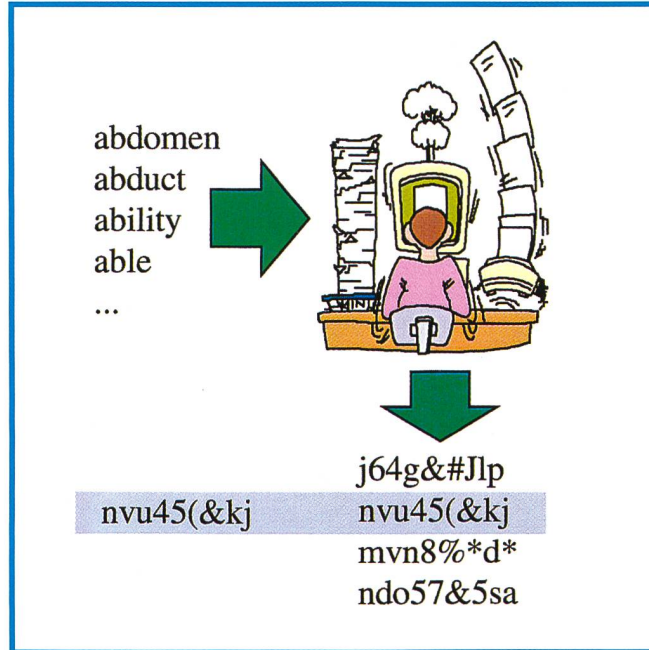 abdomen
abduct
ability
able
...
j64g&#Jlp
nvu45(&kj nvu45(&kj
mvn8%*d*
ndo57&5sa